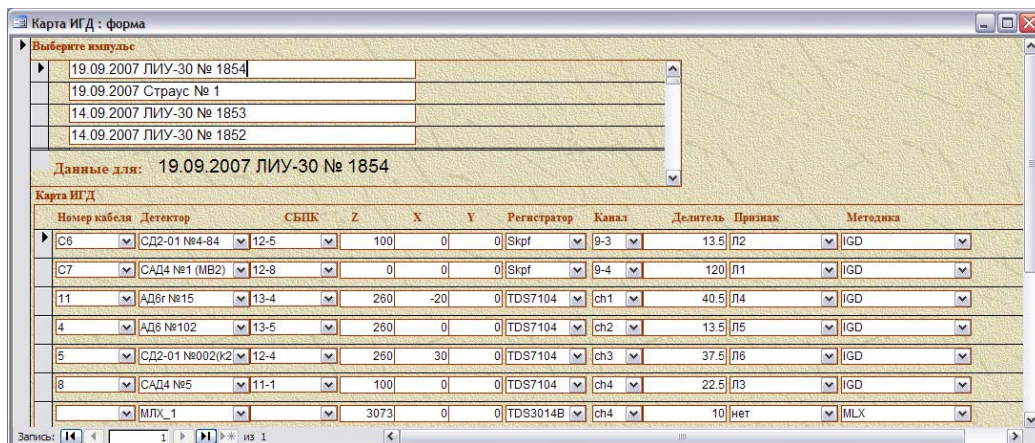 Карта ИГД : форма
Выберите импульс
19.09.2007 ЛИУ-30 № 1854
19.09.2007 Страус № 1
14.09.2007 ЛИУ-30 № 1853
14.09.2007 ЛИУ-30 № 1852
Данные для: 19.09.2007 ЛИУ-30 № 1854
Карта ИГД
Номер кабеля Детектор СБПК Z X Y Регистратор Канал Делитель Признак Методика
C6 СД2-01 №4-84 12-5 100 0 0 Skpf 9-3 13.5 Л2 IGD
C7 САД4 №1 (МВ2) 12-8 0 0 0 Skpf 9-4 120 Л1 IGD
11 АД6г №15 13-4 260 -20 0 TDS7104 ch1 40.5 Л4 IGD
4 АД6 №102 13-5 260 0 0 TDS7104 ch2 13.5 Л5 IGD
5 СД2-01 №002(k2 12-4 260 30 0 TDS7104 ch3 37.5 Л6 IGD
8 САД4 №5 11-1 100 0 0 TDS7104 ch4 22.5 Л3 IGD
МЛХ_1 3073 0 0 TDS3014B ch4 10 нет MLX
Запись: 1 из 1